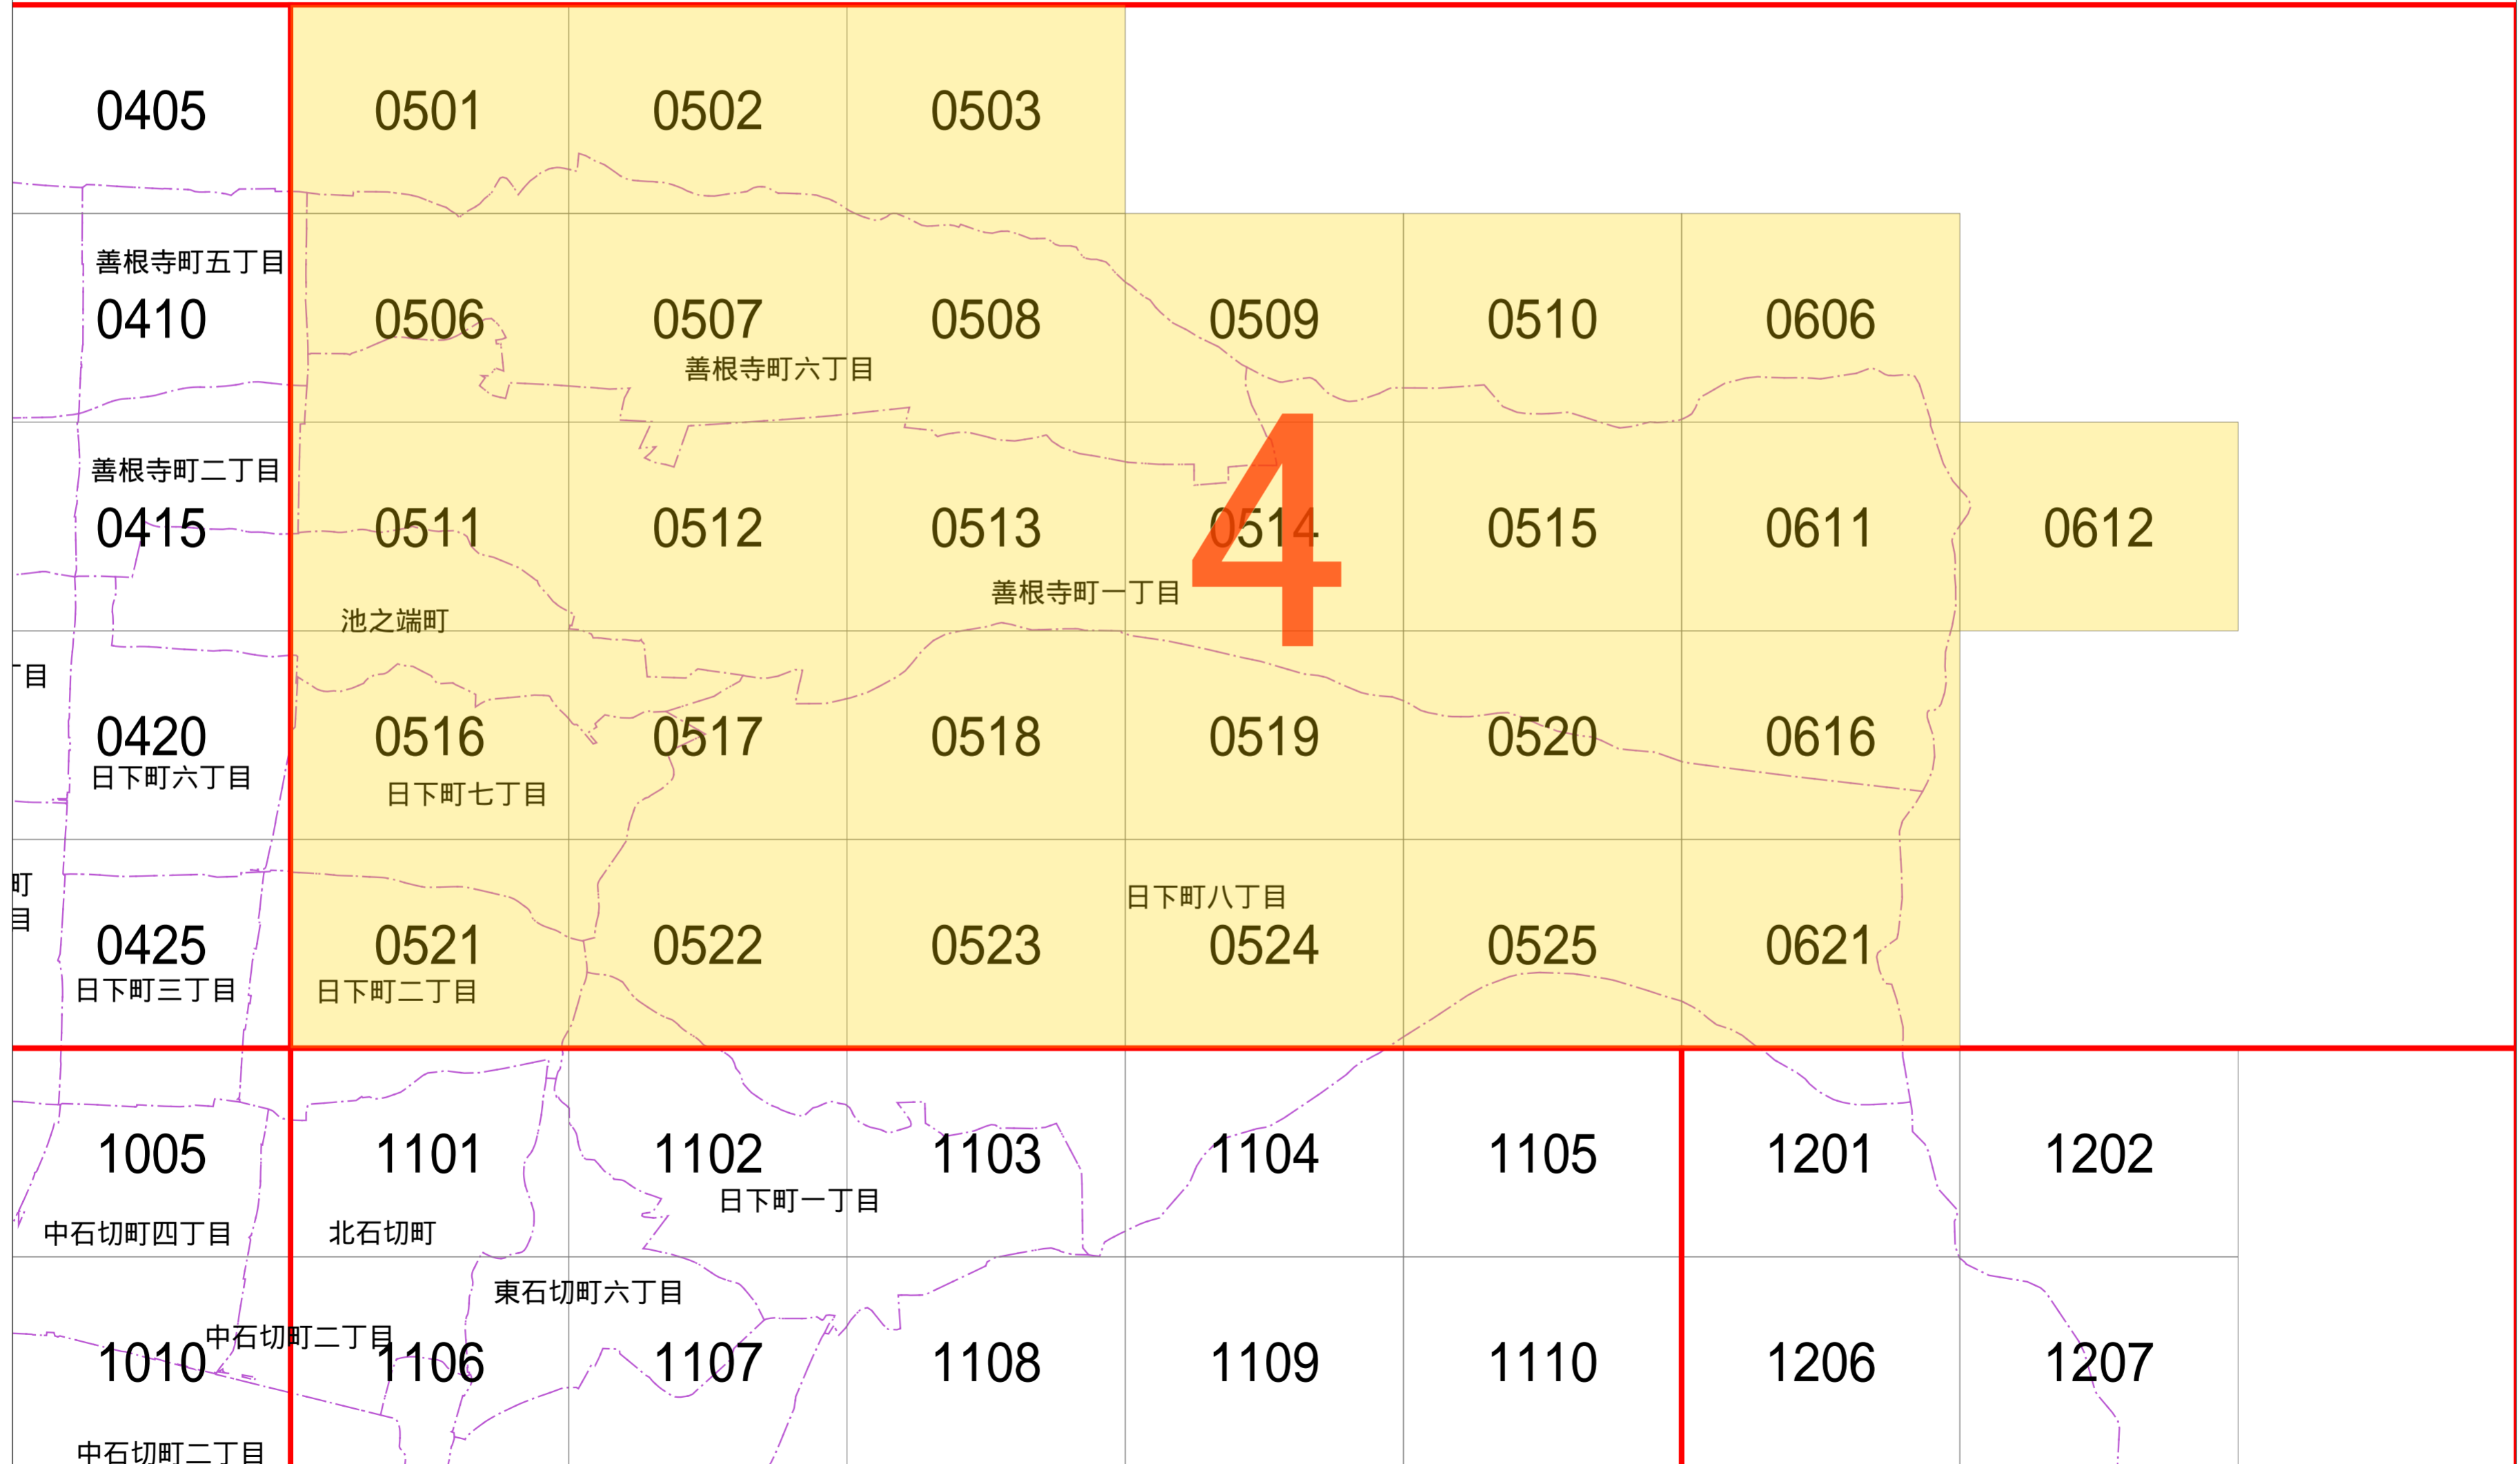 0405 0501 0502 0503
善根寺町五丁目
0410 0506 0507 0508 0509 0510 0606
善根寺町六丁目
4
善根寺町二丁目
0415 0511 0512 0513 0514 0515 0611 0612
善根寺町一丁目
池之端町
目
0420 0516 0517 0518 0519 0520 0616
日下町六丁目 日下町七丁目
町
目
日下町八丁目
0425 0521 0522 0523 0524 0525 0621
日下町三丁目 日下町二丁目
1005 1101 1102 1103 1104 1105 1201 1202
日下町一丁目
中石切町四丁目 北石切町
東石切町六丁目
中石切町二丁目
1010 1106 1107 1108 1109 1110 1206 1207
中石切町二丁目